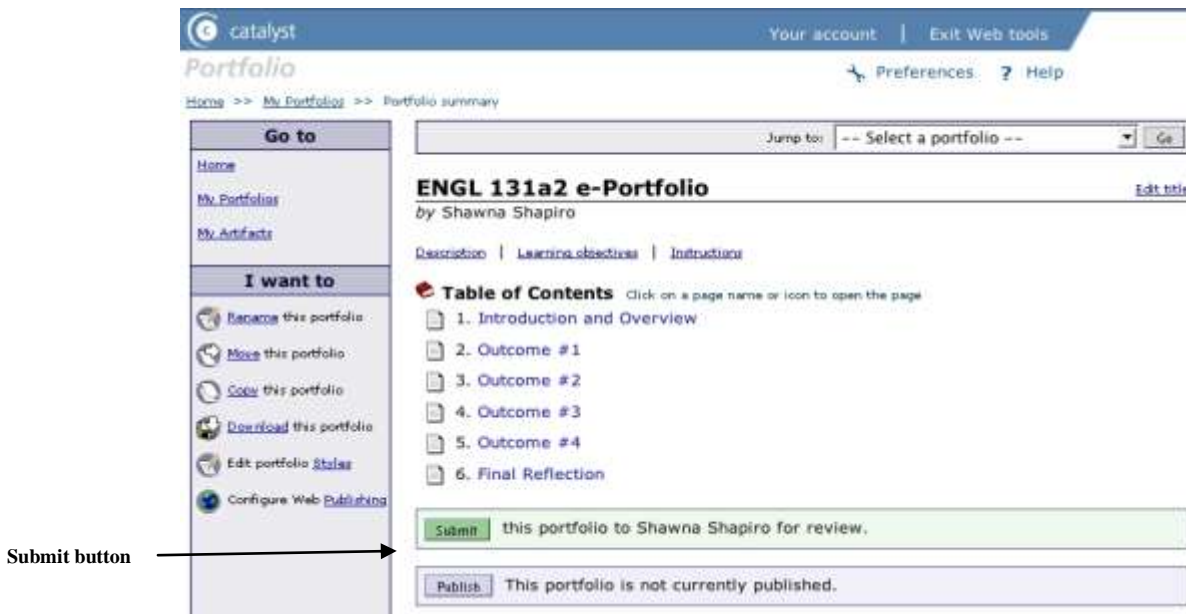 catalyst
Your account | Exit Web tools
Portfolio
Preferences ? Help
Home >> My Portfolios >> Portfolio summary
Go to
Home
My Portfolios
My Artifacts
I want to
Rename this portfolio
Move this portfolio
Copy this portfolio
Download this portfolio
Edit portfolio Styles
Configure Web Publishing
Jump to: -- Select a portfolio -- Go
ENGL 131a2 e-Portfolio Edit title
by Shawna Shapiro
Description | Learning objectives | Instructions
Table of Contents Click on a page name or icon to open the page
1. Introduction and Overview
2. Outcome #1
3. Outcome #2
4. Outcome #3
5. Outcome #4
6. Final Reflection
Submit this portfolio to Shawna Shapiro for review.
Submit button
Publish This portfolio is not currently published.